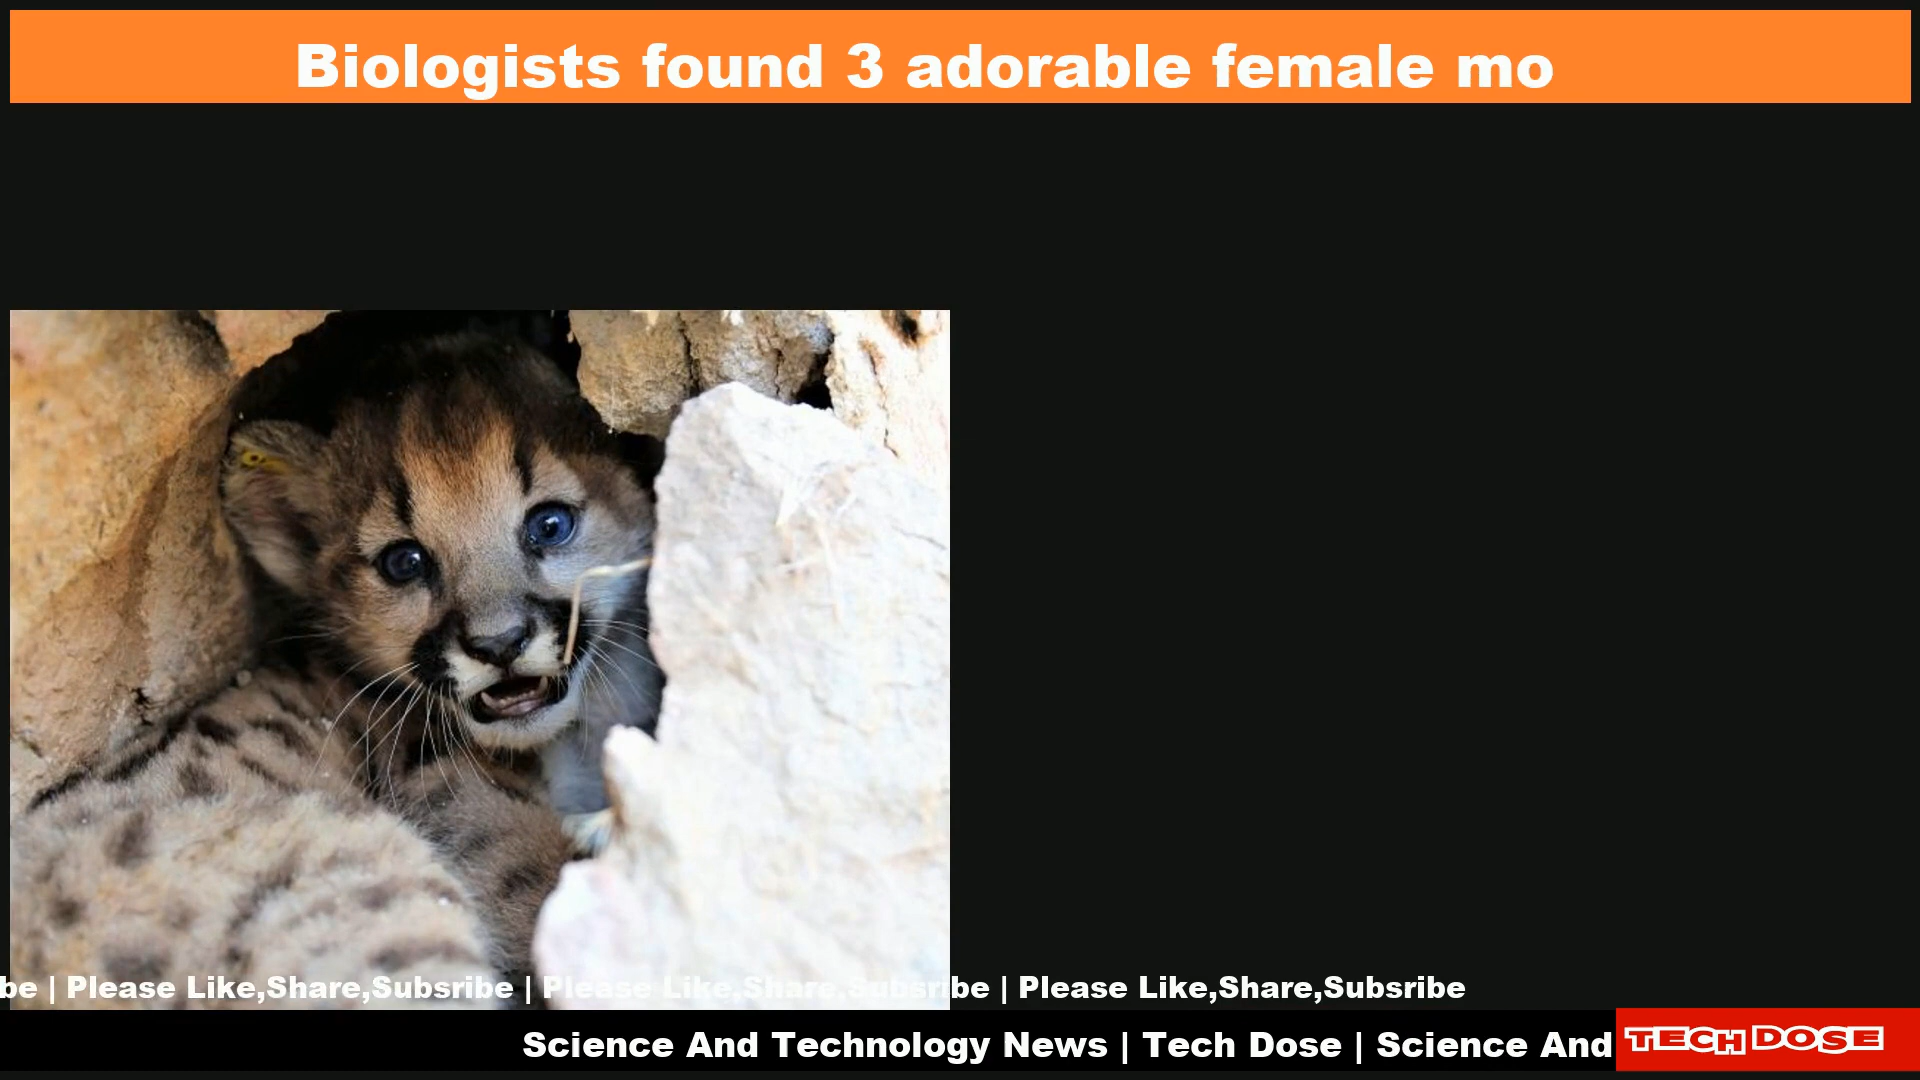 Biologists found 3 adorable female mo
be | Please Like,Share,Subsribe | Please Like,Share,Subsribe | Please Like,Share,Subsribe
Science And Technology News | Tech Dose | Science And
TECH DOSE